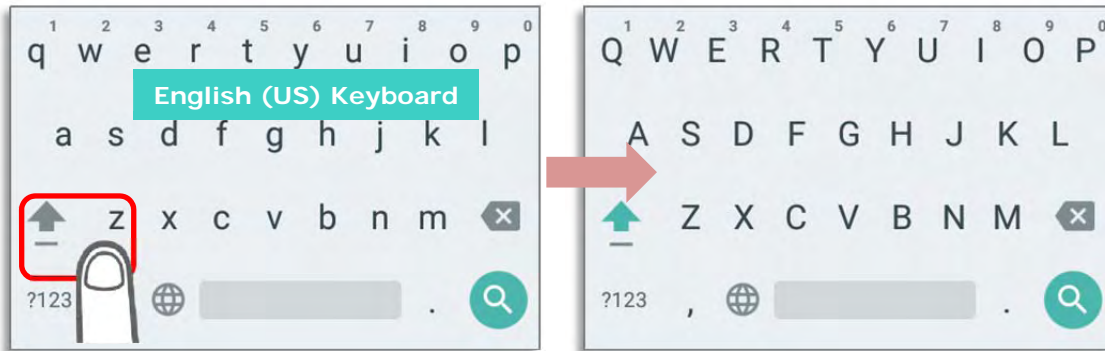 1 2 3 4 5 6 7 8 9 0
q w e r t y u i o p
English (US) Keyboard
a s d f g h j k l
z x c v b n m
?123 .
1 2 3 4 5 6 7 8 9 0
Q W E R T Y U I O P
A S D F G H J K L
Z X C V B N M
?123 , .